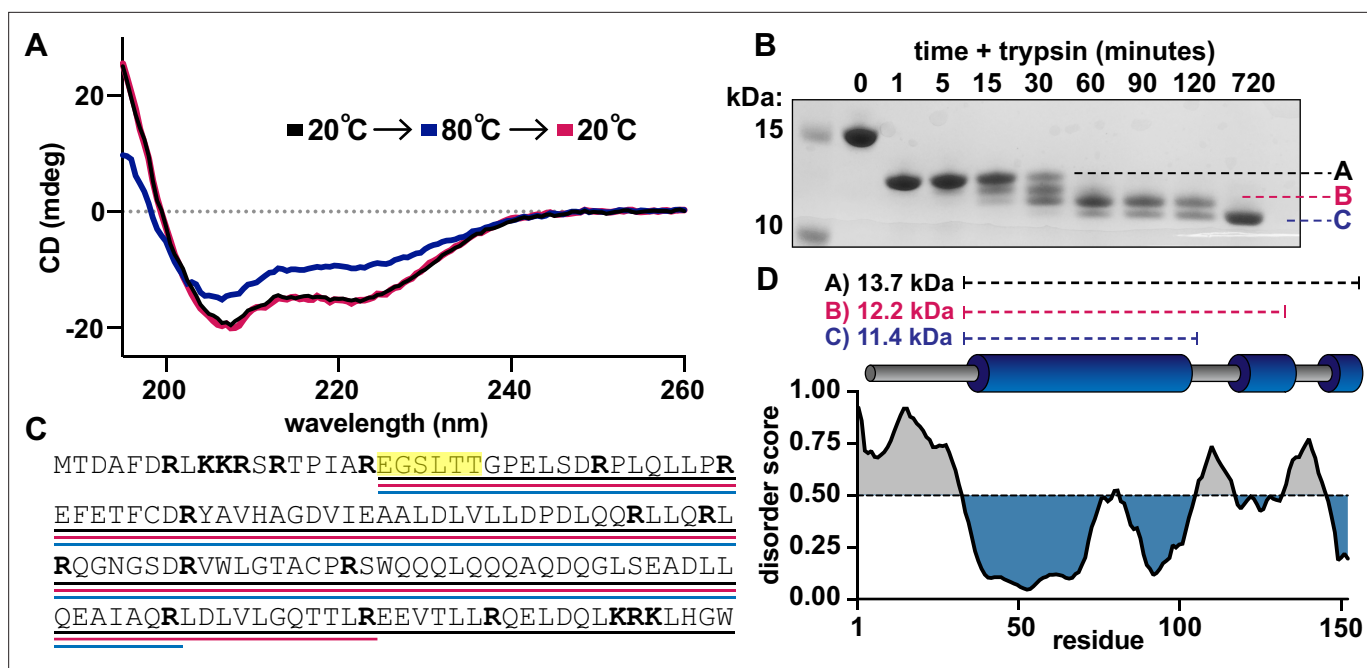 A
20
0
-20
CD (mdeg)
20°C → 80°C → 20°C
200 220 240 260
wavelength (nm)
B
time + trypsin (minutes)
0 1 5 15 30 60 90 120 720
kDa:
15
10
A
B
C
C
MTDAFDRLKKRSRTPIAREGSLTTGPELSDRPLQLLPR
EFETFCDRYAVHAGDVIEAALDLVLLDPDLQQRLLQRL
RQGNGSDRVWLGTACPRSWQQQLQQQAQDQGLSEADLL
QEAIAQRLDLVLGQTTLREEVTLLRQELDQLKRKLHGW
D
A) 13.7 kDa
B) 12.2 kDa
C) 11.4 kDa
1.00
0.75
0.50
0.25
0.00
disorder score
1 50 100 150
residue